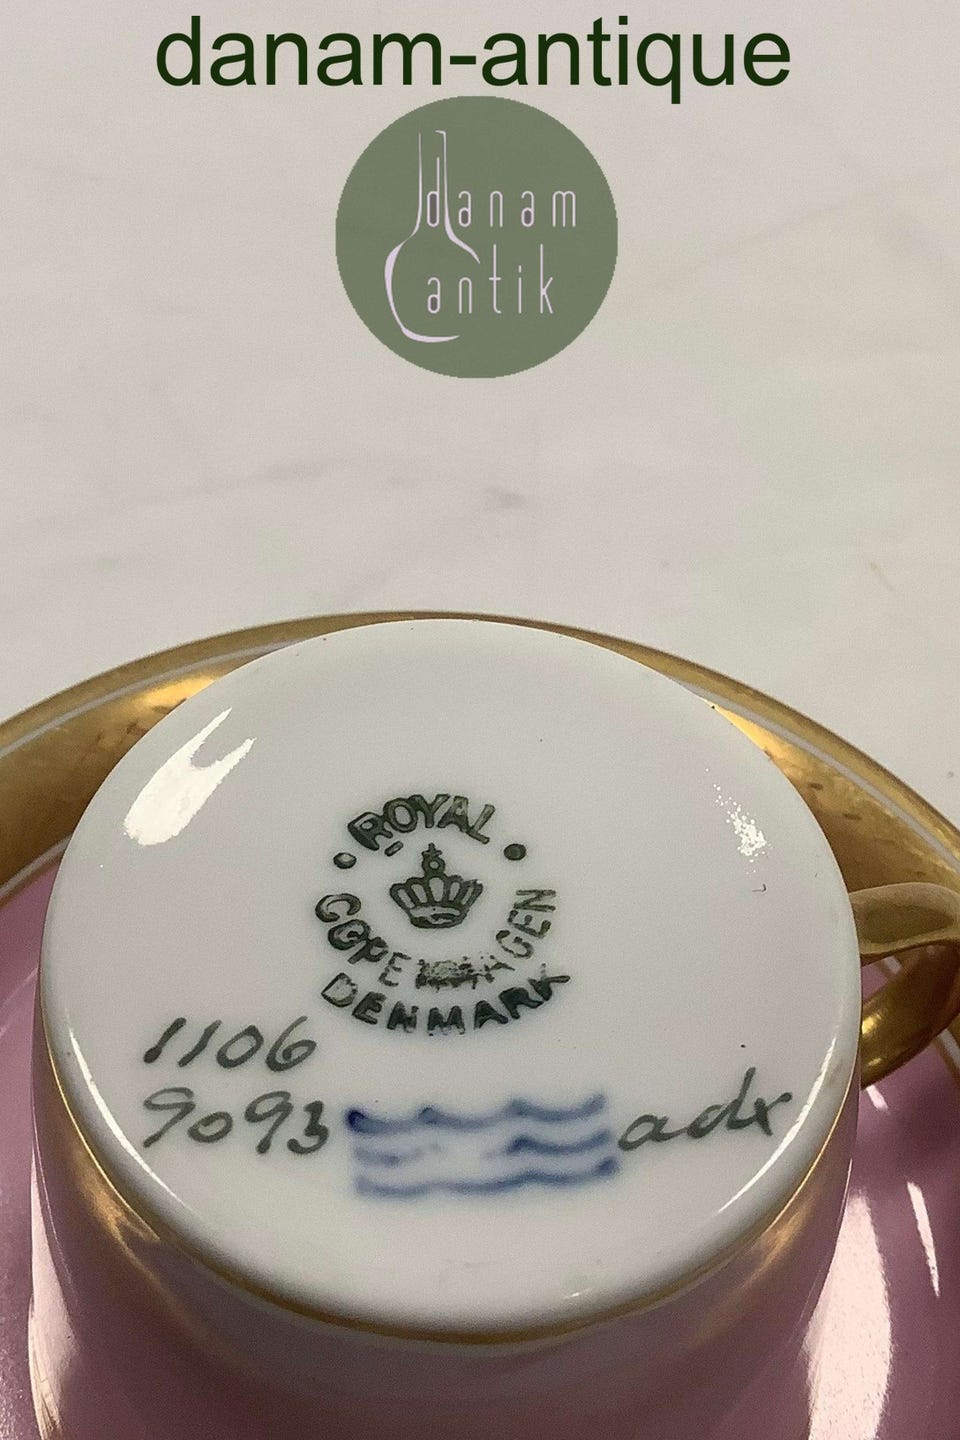 danam-antique
danam
antik
ROYAL
COPENHAGEN
DENMARK
1106
9093
adx